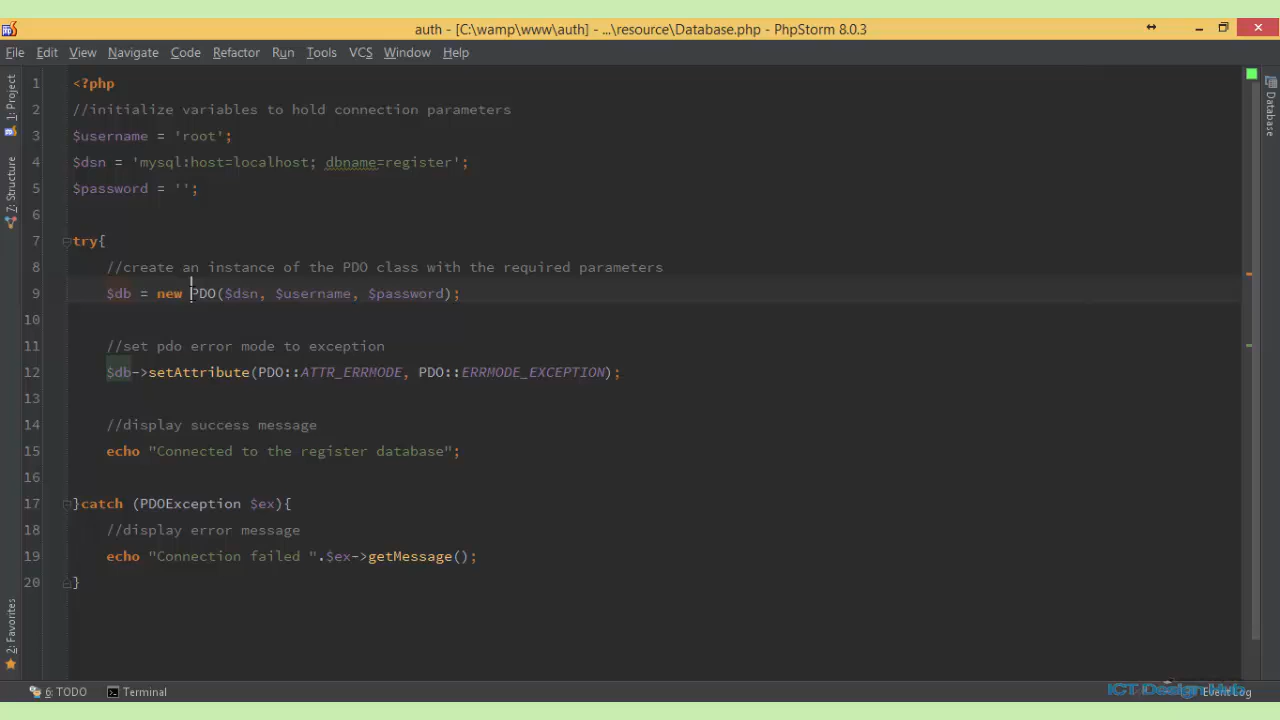 auth - [C:\wamp\www\auth] - ...\resource\Database.php - PhpStorm 8.0.3
File Edit View Navigate Code Refactor Run Tools VCS Window Help
1: Project
7: Structure
2: Favorites
Database
1 <?php
2 //initialize variables to hold connection parameters
3 $username = 'root';
4 $dsn = 'mysql:host=localhost; dbname=register';
5 $password = '';
6
7 try{
8 //create an instance of the PDO class with the required parameters
9 $db = new PDO($dsn, $username, $password);
10
11 //set pdo error mode to exception
12 $db->setAttribute(PDO::ATTR_ERRMODE, PDO::ERRMODE_EXCEPTION);
13
14 //display success message
15 echo "Connected to the register database";
16
17 }catch (PDOException $ex){
18 //display error message
19 echo "Connection failed ".$ex->getMessage();
20 }
6: TODO Terminal
ICT Design Hub
Event Log